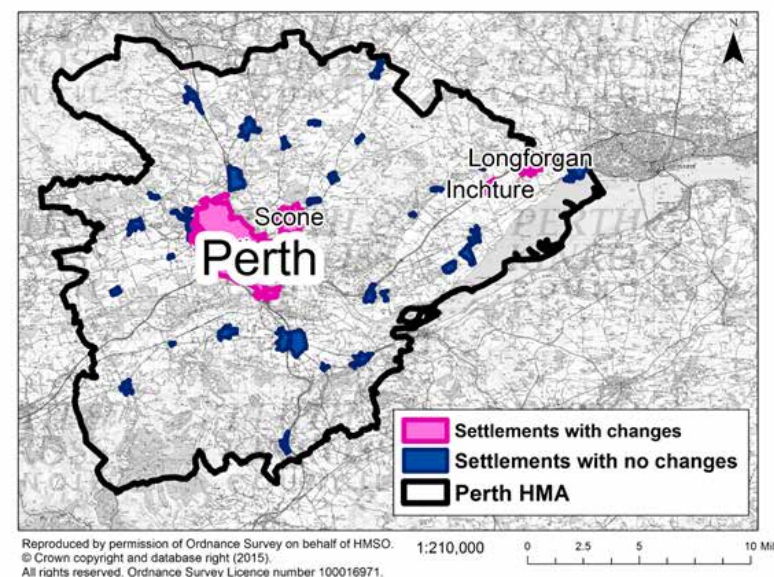 N
Longforgan
Inchture
Scone
Perth
Settlements with changes
Settlements with no changes
Perth HMA
Reproduced by permission of Ordnance Survey on behalf of HMSO.
© Crown copyright and database right (2015).
All rights reserved. Ordnance Survey Licence number 100016971.
1:210,000
0 2.5 5 10 Mil